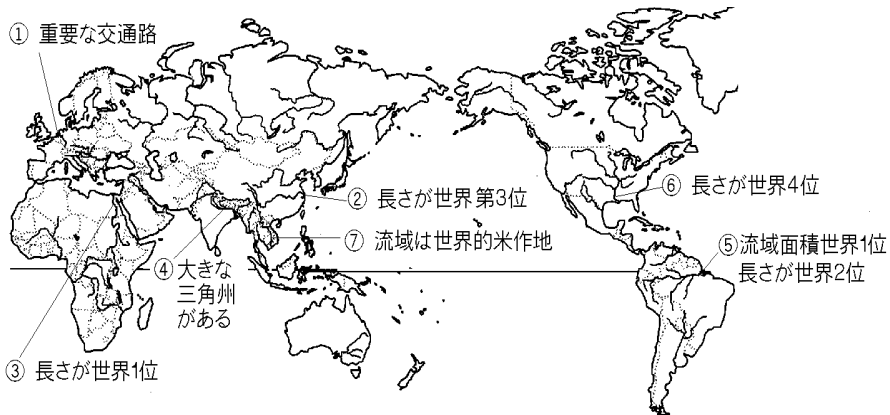 ① 重要な交通路
② 長さが世界第3位
⑥ 長さが世界4位
⑦ 流域は世界的米作地
④ 大きな
三角州
がある
⑤ 流域面積世界1位
長さが世界2位
③ 長さが世界1位